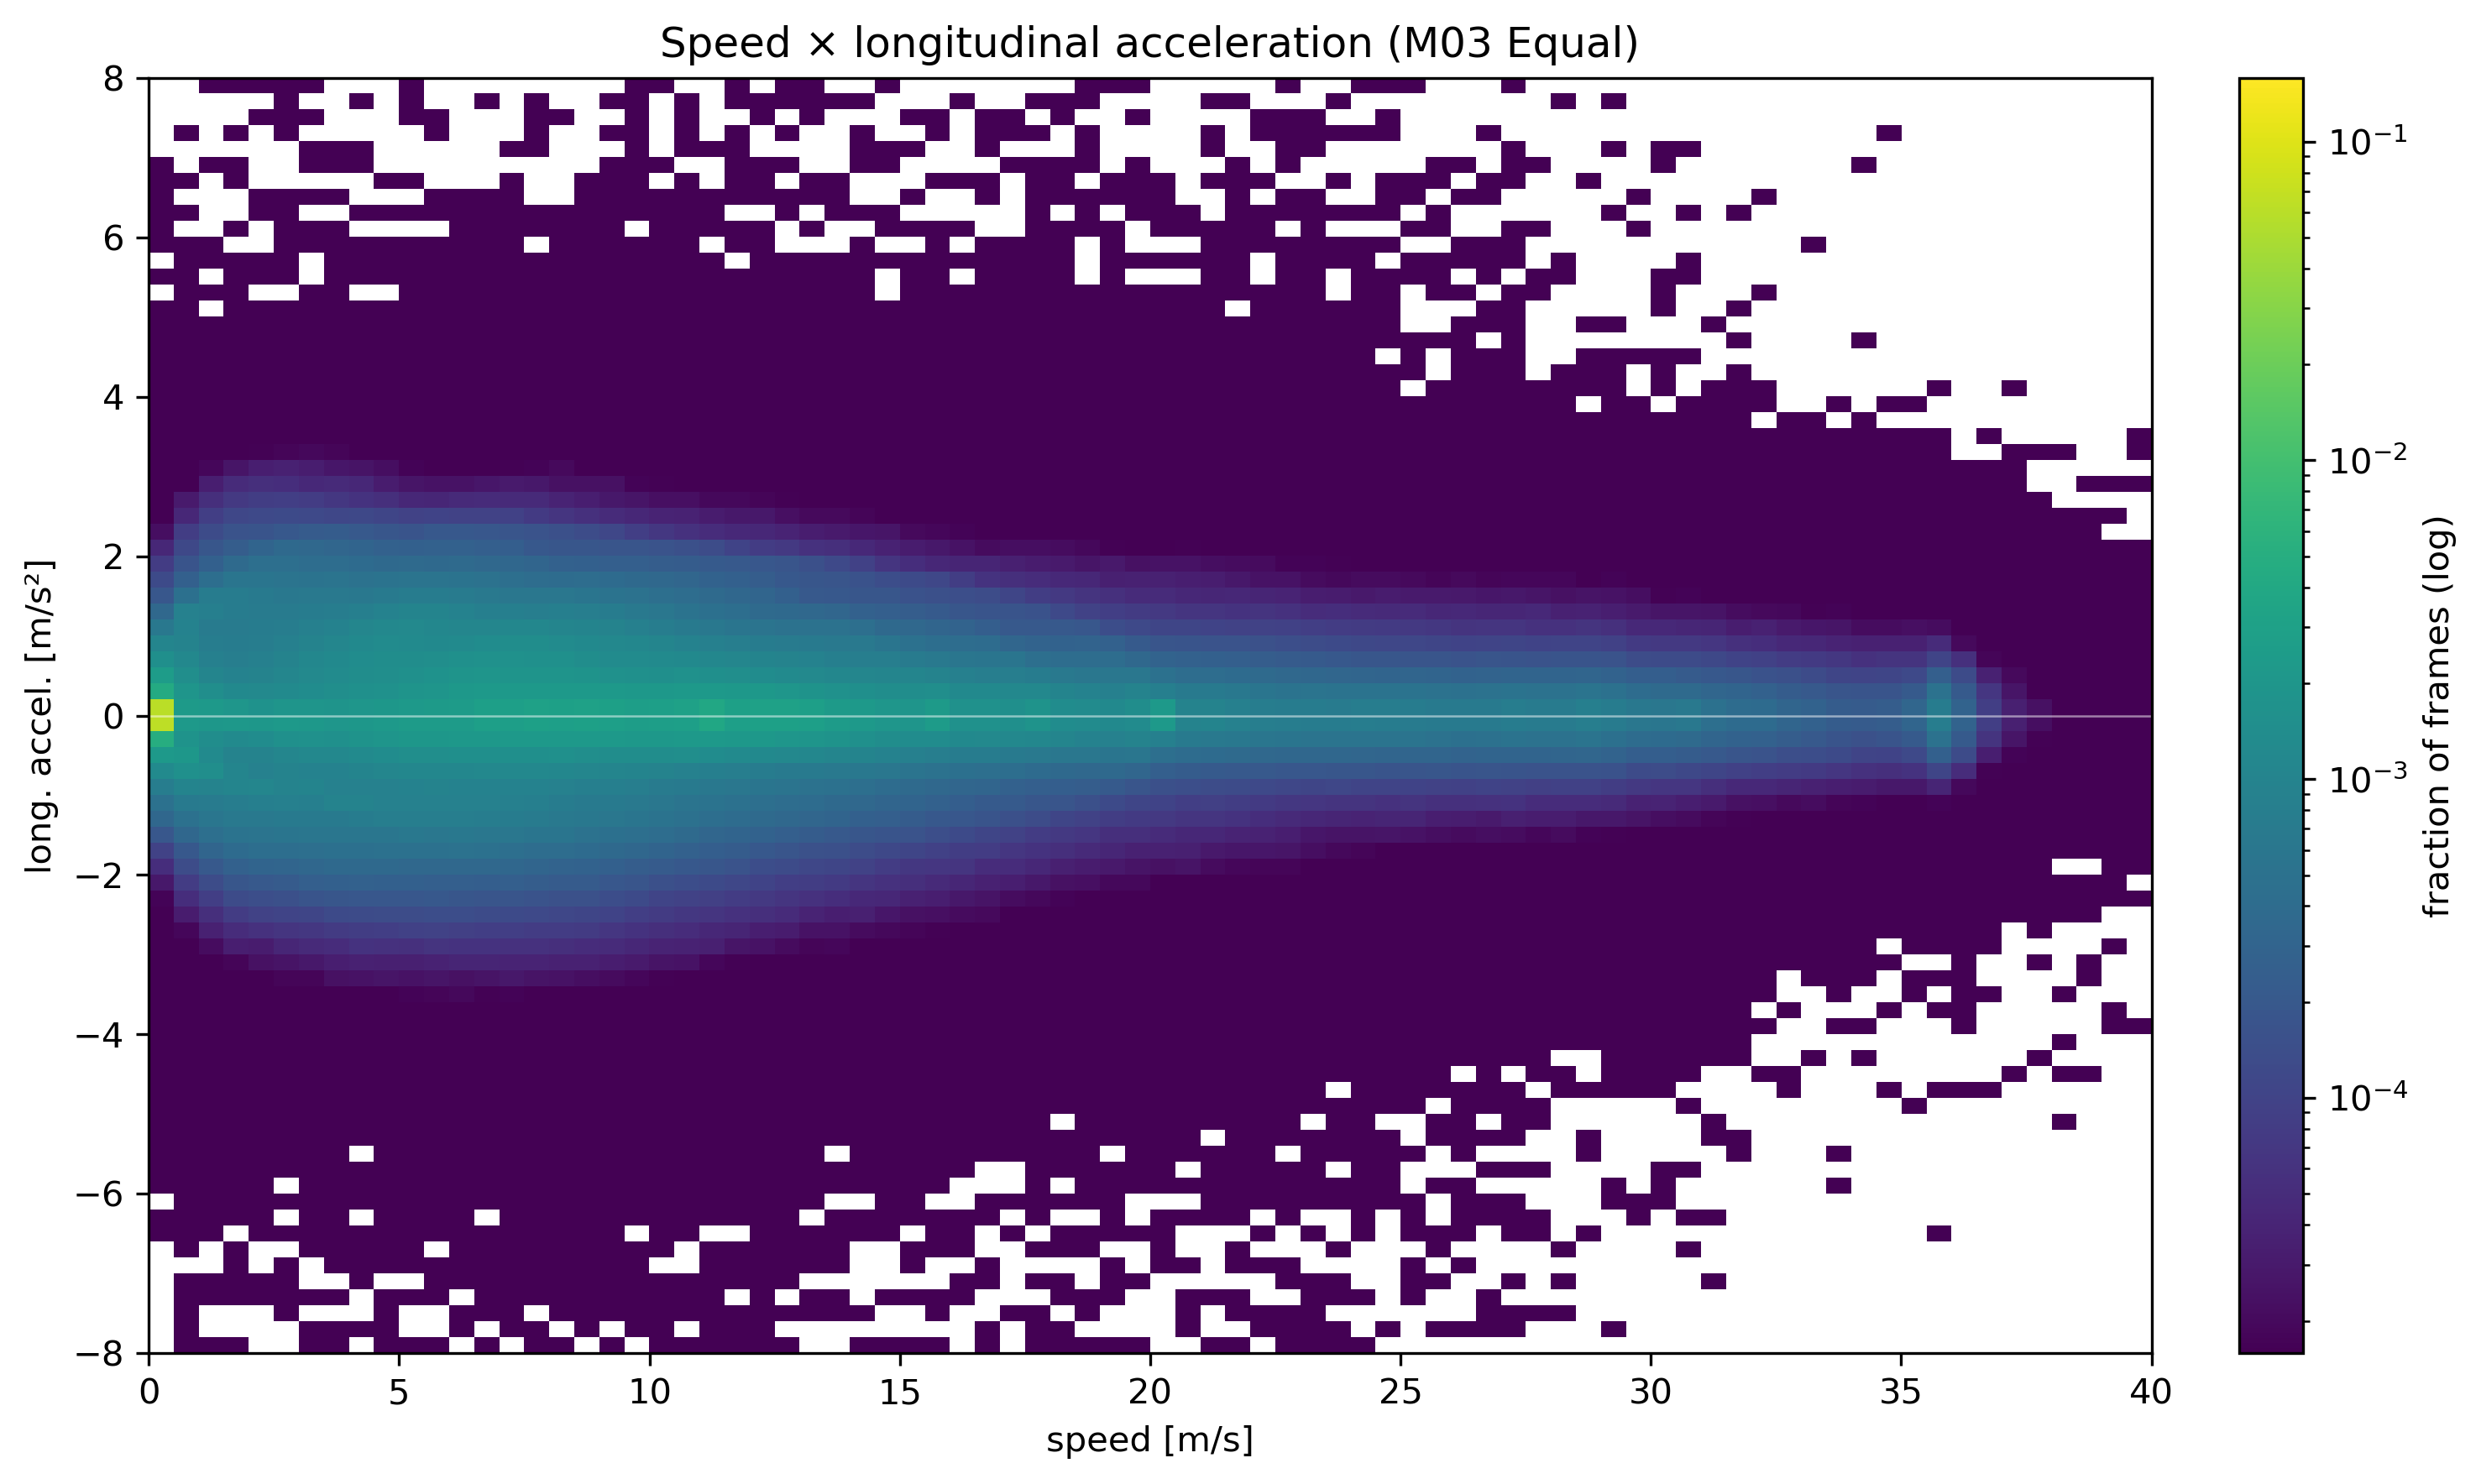 Speed × longitudinal acceleration (M03 Equal)
8
6
4
2
0
−2
−4
−6
−8
long. accel. [m/s²]
0 5 10 15 20 25 30 35 40
speed [m/s]
10⁻¹
10⁻²
10⁻³
10⁻⁴
fraction of frames (log)